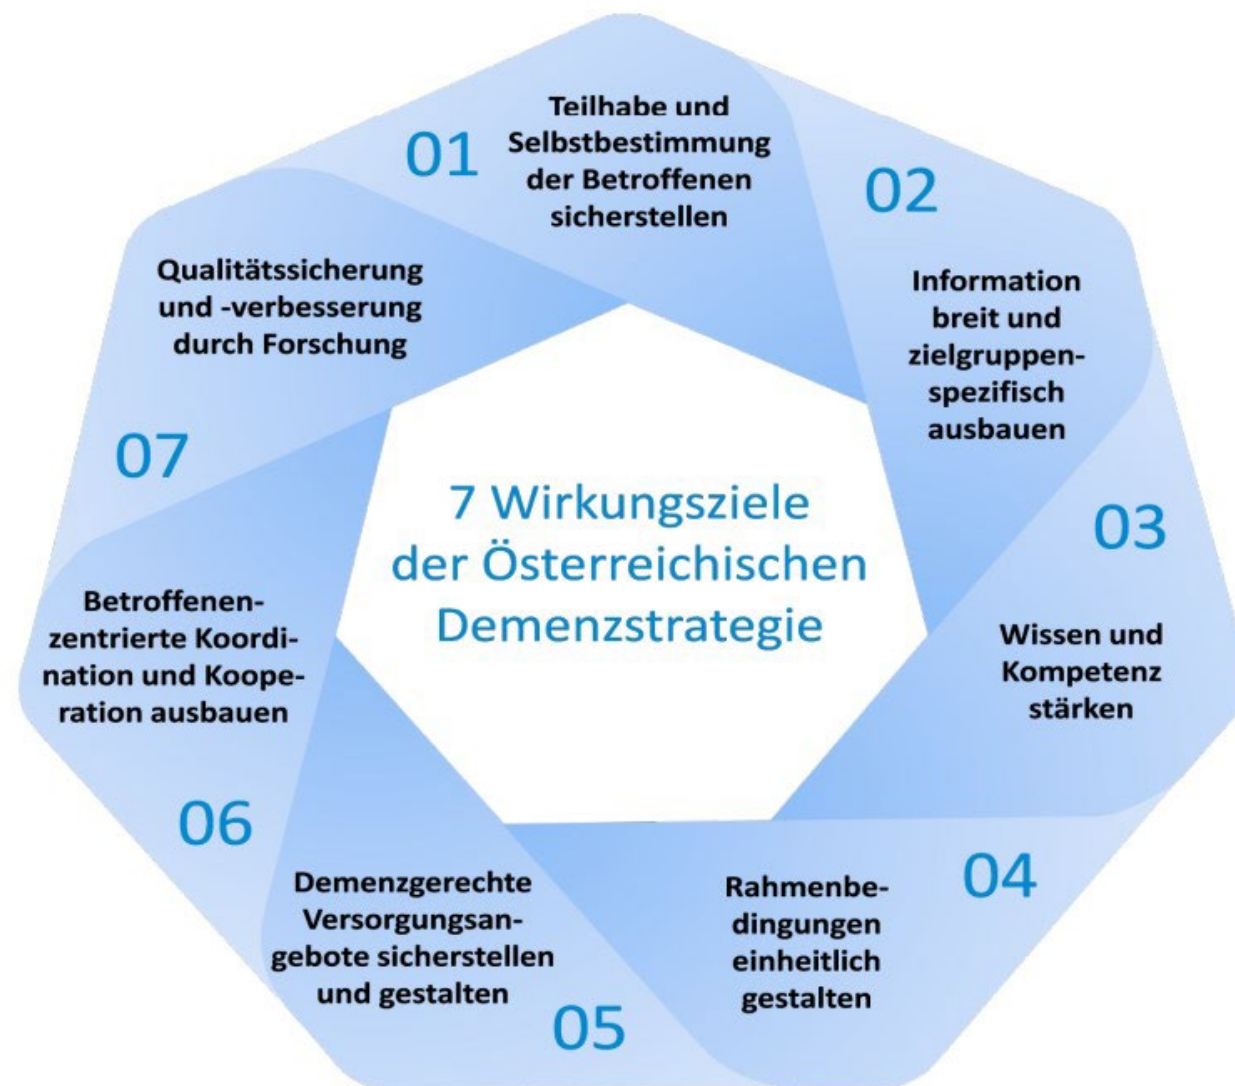 7 Wirkungsziele
der Österreichischen
Demenzstrategie
01
Teilhabe und
Selbstbestimmung
der Betroffenen
sicherstellen
02
Information
breit und
zielgruppen-
spezifisch
ausbauen
03
Wissen und
Kompetenz
stärken
04
Rahmenbe-
dingungen
einheitlich
gestalten
05
Demenzgerechte
Versorgungsan-
gebote sicherstellen
und gestalten
06
Betroffenen-
zentrierte Koordi-
nation und Koope-
ration ausbauen
07
Qualitätssicherung
und -verbesserung
durch Forschung